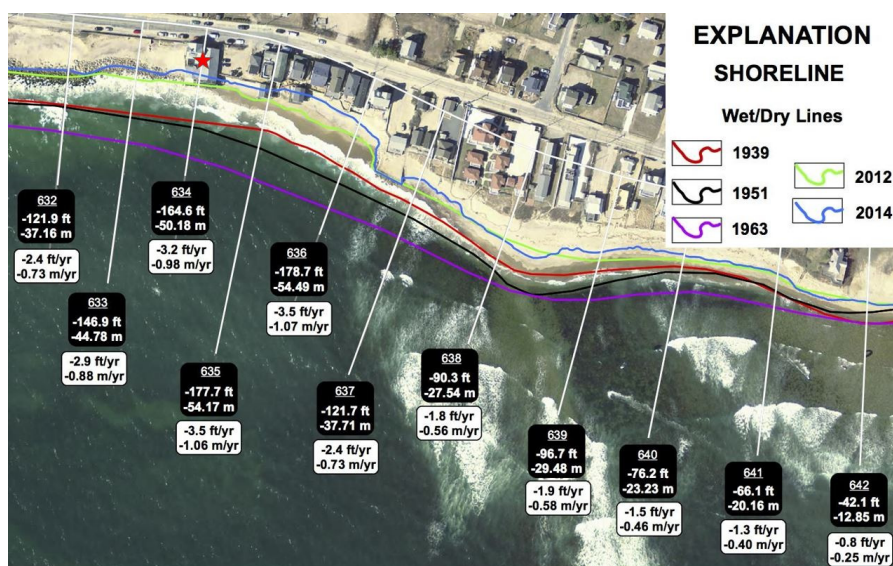 EXPLANATION
SHORELINE
Wet/Dry Lines
1939
1951
1963
2012
2014
632
-121.9 ft
-37.16 m
-2.4 ft/yr
-0.73 m/yr
633
-146.9 ft
-44.78 m
-2.9 ft/yr
-0.88 m/yr
634
-164.6 ft
-50.18 m
-3.2 ft/yr
-0.98 m/yr
635
-177.7 ft
-54.17 m
-3.5 ft/yr
-1.06 m/yr
636
-178.7 ft
-54.49 m
-3.5 ft/yr
-1.07 m/yr
637
-121.7 ft
-37.71 m
-2.4 ft/yr
-0.73 m/yr
638
-90.3 ft
-27.54 m
-1.8 ft/yr
-0.56 m/yr
639
-96.7 ft
-29.48 m
-1.9 ft/yr
-0.58 m/yr
640
-76.2 ft
-23.23 m
-1.5 ft/yr
-0.46 m/yr
641
-66.1 ft
-20.16 m
-1.3 ft/yr
-0.40 m/yr
642
-42.1 ft
-12.85 m
-0.8 ft/yr
-0.25 m/yr